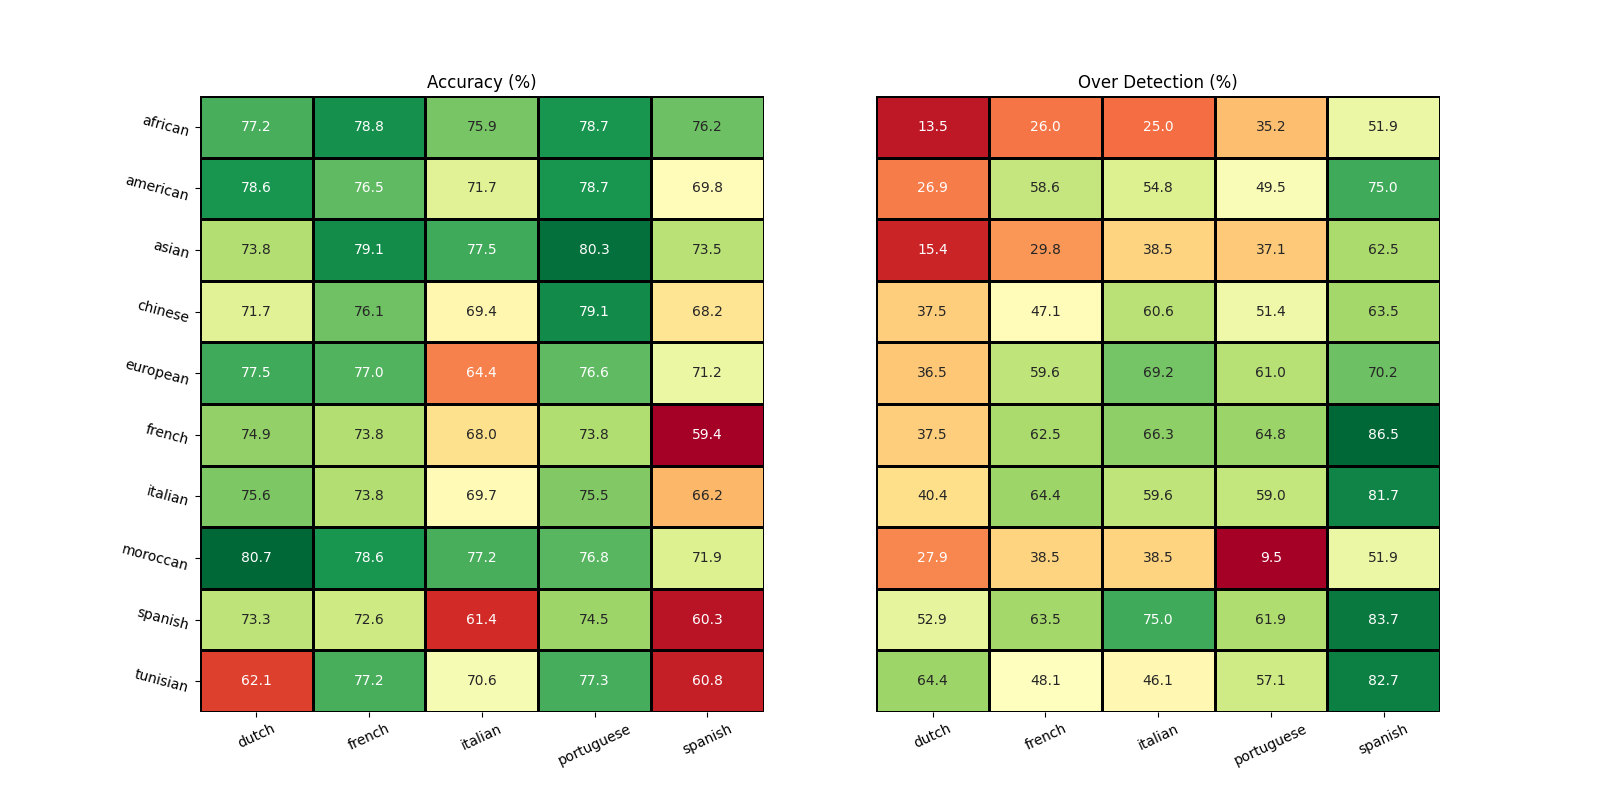 Accuracy (%) Over Detection (%)
african 77.2 78.8 75.9 78.7 76.2 13.5 26.0 25.0 35.2 51.9
american 78.6 76.5 71.7 78.7 69.8 26.9 58.6 54.8 49.5 75.0
asian 73.8 79.1 77.5 80.3 73.5 15.4 29.8 38.5 37.1 62.5
chinese 71.7 76.1 69.4 79.1 68.2 37.5 47.1 60.6 51.4 63.5
european 77.5 77.0 64.4 76.6 71.2 36.5 59.6 69.2 61.0 70.2
french 74.9 73.8 68.0 73.8 59.4 37.5 62.5 66.3 64.8 86.5
italian 75.6 73.8 69.7 75.5 66.2 40.4 64.4 59.6 59.0 81.7
moroccan 80.7 78.6 77.2 76.8 71.9 27.9 38.5 38.5 9.5 51.9
spanish 73.3 72.6 61.4 74.5 60.3 52.9 63.5 75.0 61.9 83.7
tunisian 62.1 77.2 70.6 77.3 60.8 64.4 48.1 46.1 57.1 82.7
dutch french italian portuguese spanish dutch french italian portuguese spanish